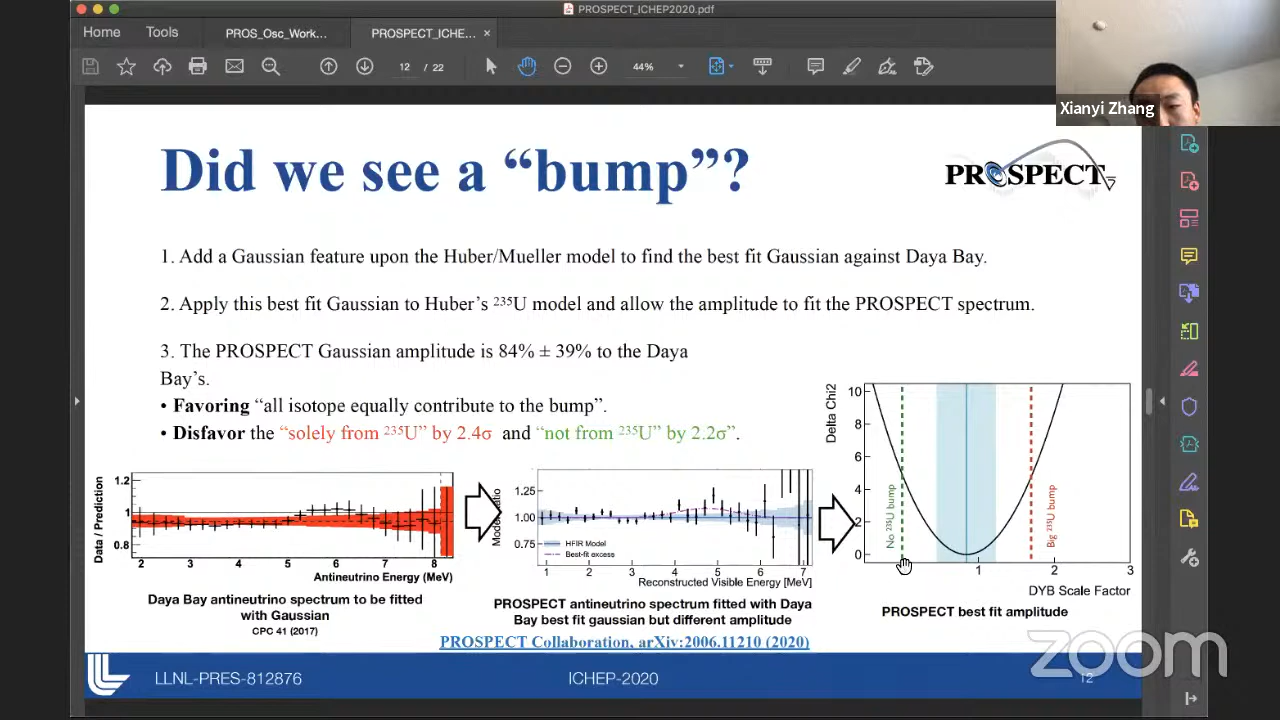 PROSPECT_ICHEP2020.pdf
Home
Tools
PROS_Osc_Work...
PROSPECT_ICHE...
12 / 22
44%
Xianyi Zhang
Did we see a “bump”?
PROSPECT
1. Add a Gaussian feature upon the Huber/Mueller model to find the best fit Gaussian against Daya Bay.
2. Apply this best fit Gaussian to Huber’s ²³⁵U model and allow the amplitude to fit the PROSPECT spectrum.
3. The PROSPECT Gaussian amplitude is 84% ± 39% to the Daya
Bay’s.
• Favoring “all isotope equally contribute to the bump”.
• Disfavor the “solely from ²³⁵U” by 2.4σ and “not from ²³⁵U” by 2.2σ”.
Data / Prediction
1.2
1
0.8
2 3 4 5 6 7 8
Antineutrino Energy (MeV)
Daya Bay antineutrino spectrum to be fitted
with Gaussian
CPC 41 (2017)
1.25
1.00
0.75
HFIR Model
Best-fit excess
1 2 3 4 5 6 7
Reconstructed Visible Energy [MeV]
PROSPECT antineutrino spectrum fitted with Daya
Bay best fit gaussian but different amplitude
Delta Chi2
10
8
6
4
2
0
No ²³⁵U bump
Big ²³⁵U bump
1 2 3
DYB Scale Factor
PROSPECT best fit amplitude
PROSPECT Collaboration, arXiv:2006.11210 (2020)
LLNL-PRES-812876
ICHEP-2020
12
zoom